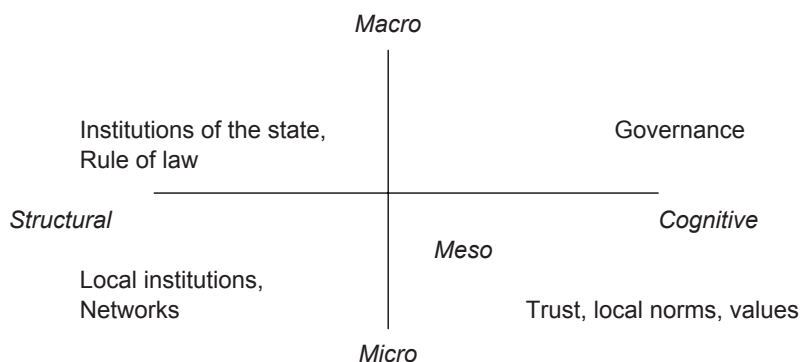 Macro
Institutions of the state,
Rule of law
Governance
Structural
Cognitive
Meso
Local institutions,
Networks
Trust, local norms, values
Micro